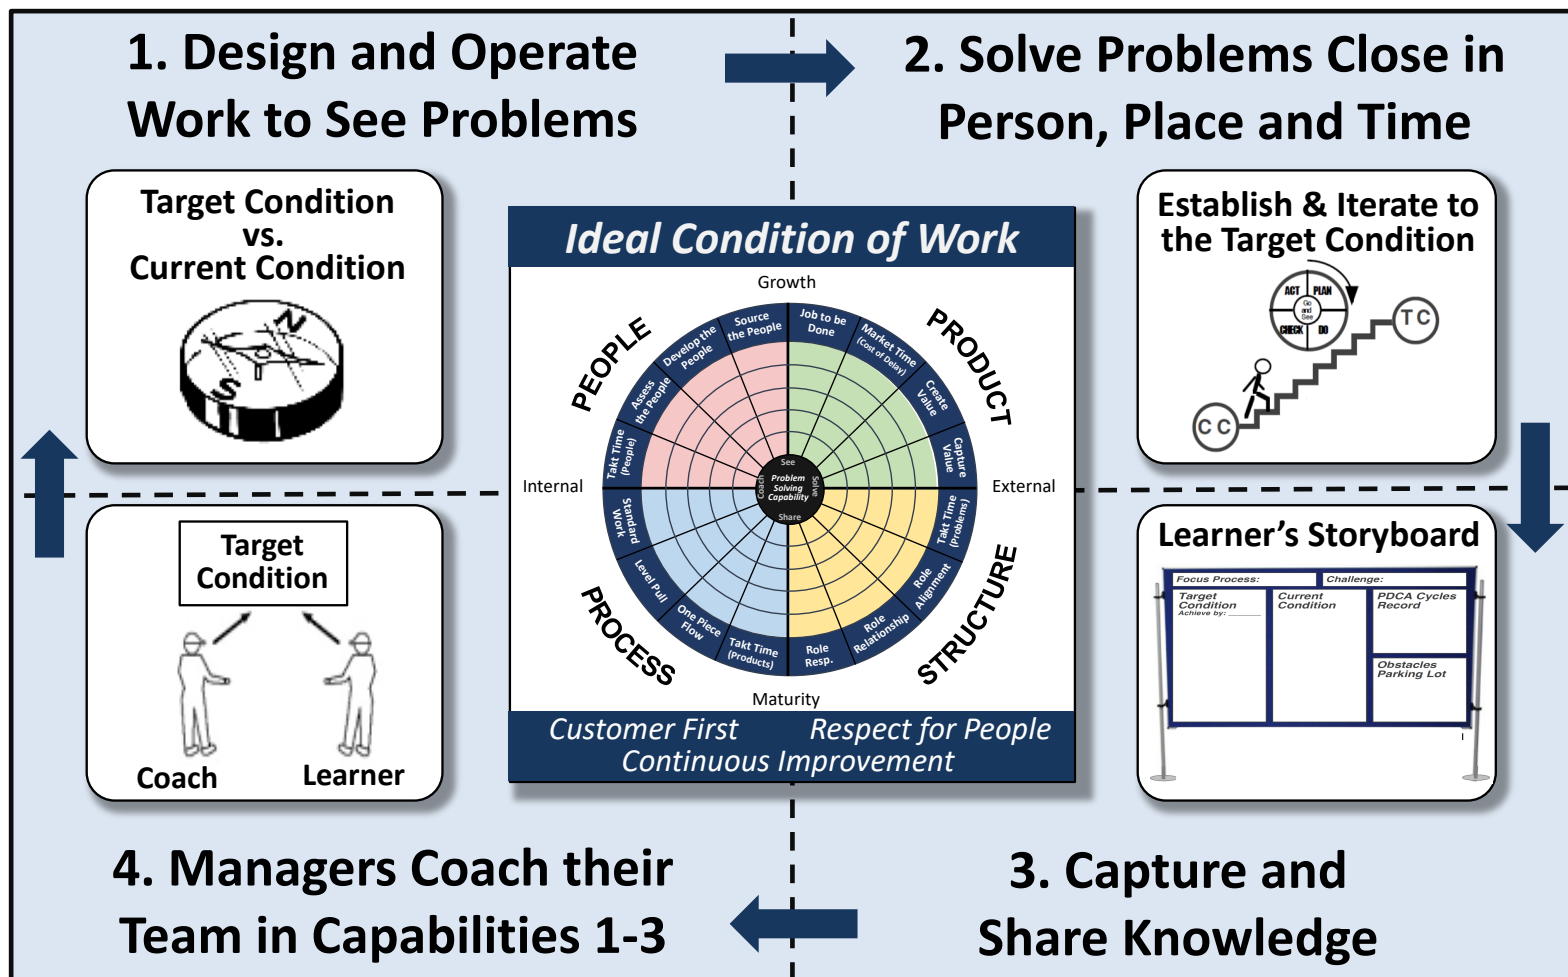 1. Design and Operate
Work to See Problems
2. Solve Problems Close in
Person, Place and Time
Target Condition
vs.
Current Condition
N
S
Ideal Condition of Work
Growth
PEOPLE
PRODUCT
Source
the People
Develop the
People
Assess
the People
Takt Time
(People)
Job to be
Done
Market Time
(Cost of Delay)
Create
Value
Capture
Value
Internal
External
See
Solve
Share
Coach
Problem
Solving
Capability
Standard
Work
Level Pull
One Piece
Flow
Takt Time
(Products)
Takt Time
(Problems)
Role
Alignment
Role
Relationship
Role
Resp.
PROCESS
STRUCTURE
Maturity
Customer First
Respect for People
Continuous Improvement
Establish & Iterate to
the Target Condition
ACT
PLAN
Go
and
See
CHECK
DO
TC
CC
Target
Condition
Coach
Learner
Learner’s Storyboard
Focus Process:
Challenge:
Target
Condition
Achieve by: _______
Current
Condition
PDCA Cycles
Record
Obstacles
Parking Lot
4. Managers Coach their
Team in Capabilities 1-3
3. Capture and
Share Knowledge